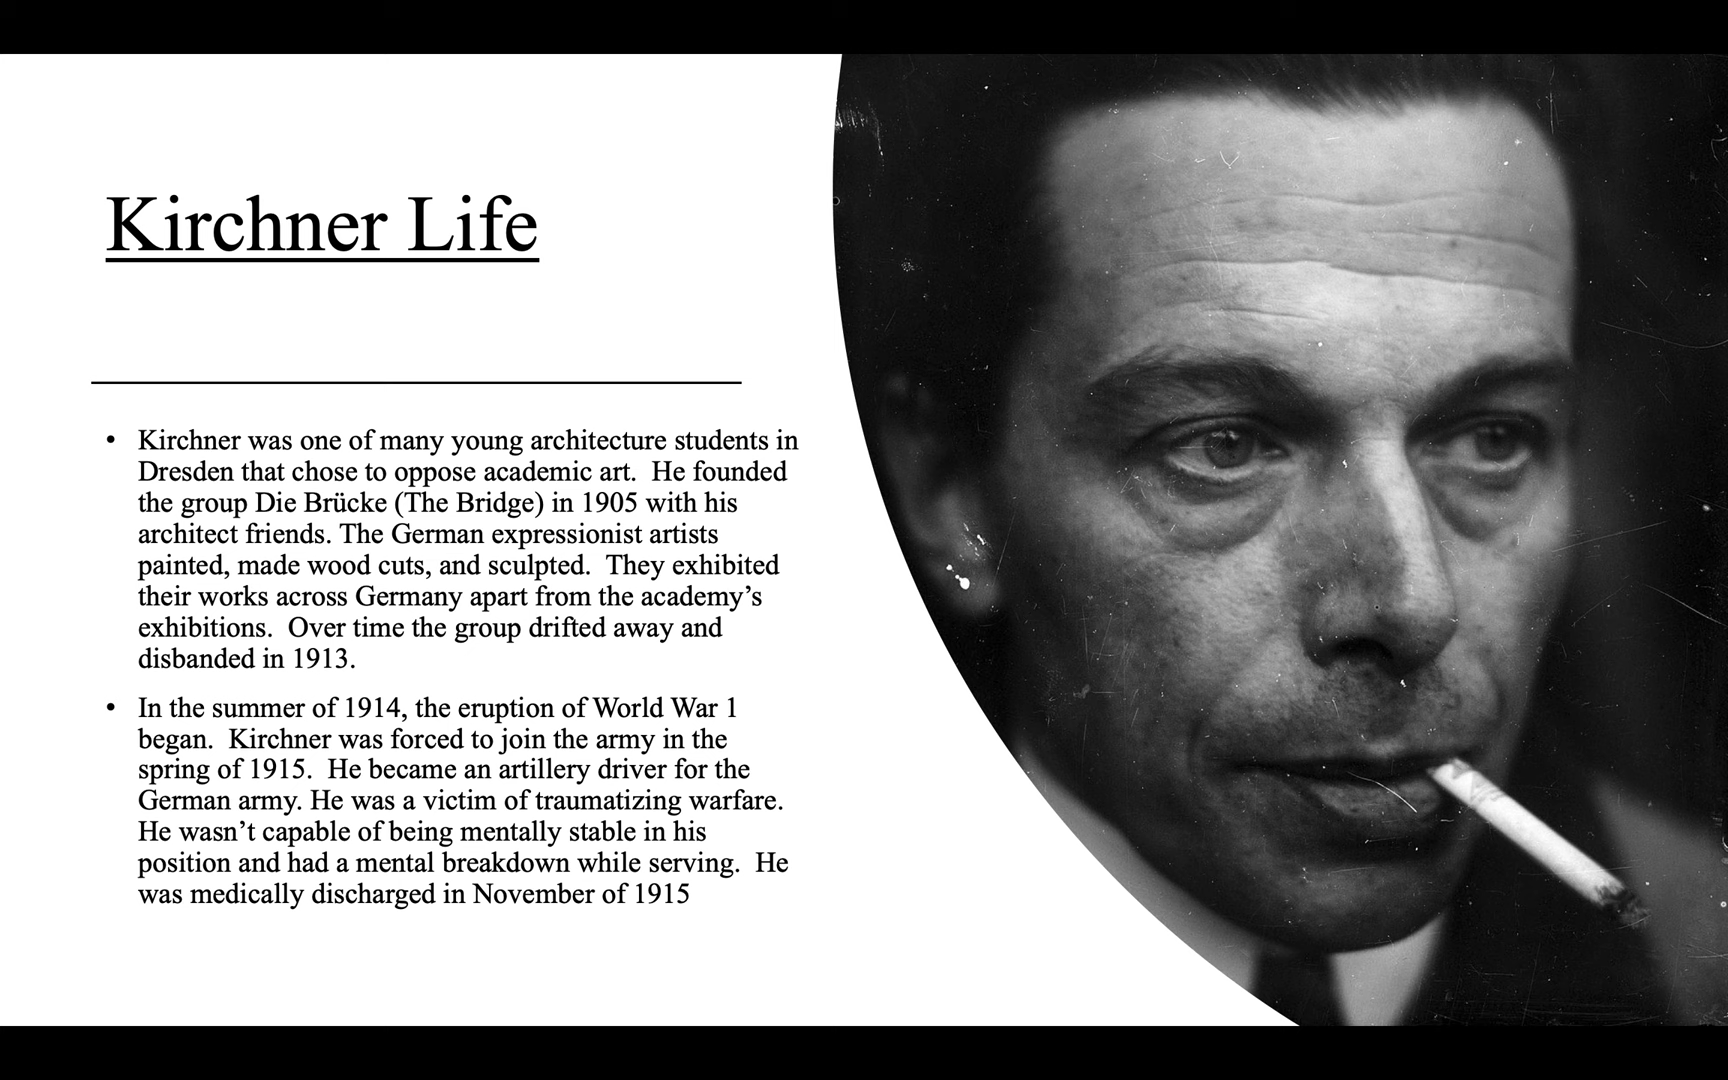 Kirchner Life
• Kirchner was one of many young architecture students in
Dresden that chose to oppose academic art.  He founded
the group Die Brücke (The Bridge) in 1905 with his
architect friends. The German expressionist artists
painted, made wood cuts, and sculpted.  They exhibited
their works across Germany apart from the academy’s
exhibitions.  Over time the group drifted away and
disbanded in 1913.
• In the summer of 1914, the eruption of World War 1
began.  Kirchner was forced to join the army in the
spring of 1915.  He became an artillery driver for the
German army. He was a victim of traumatizing warfare.
He wasn’t capable of being mentally stable in his
position and had a mental breakdown while serving.  He
was medically discharged in November of 1915